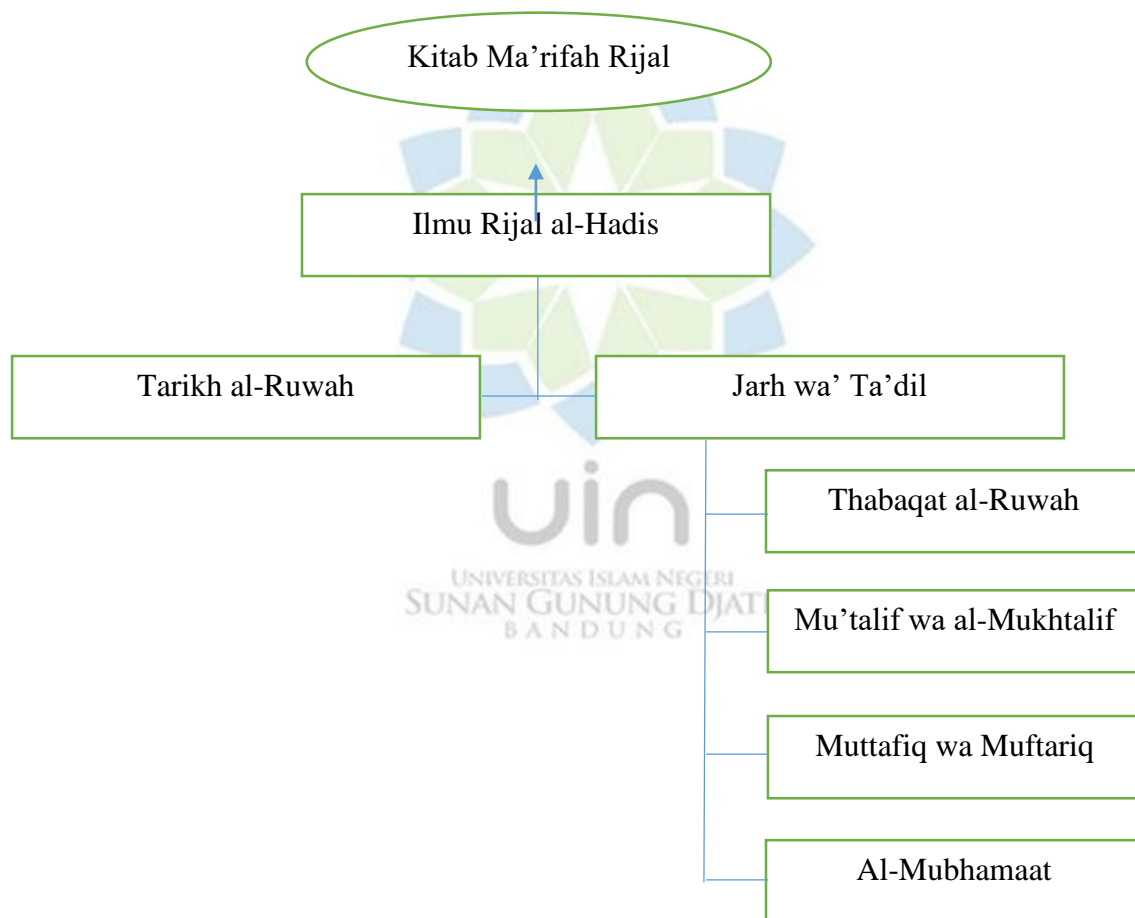 Kitab Ma’rifah Rijal
Ilmu Rijal al-Hadis
Tarikh al-Ruwah
Jarh wa’ Ta’dil
Thabaqat al-Ruwah
uin
UNIVERSITAS ISLAM NEGERI
SUNAN GUNUNG DJATI
BANDUNG
Mu’talif wa al-Mukhtalif
Muttafiq wa Muftariq
Al-Mubhamaat